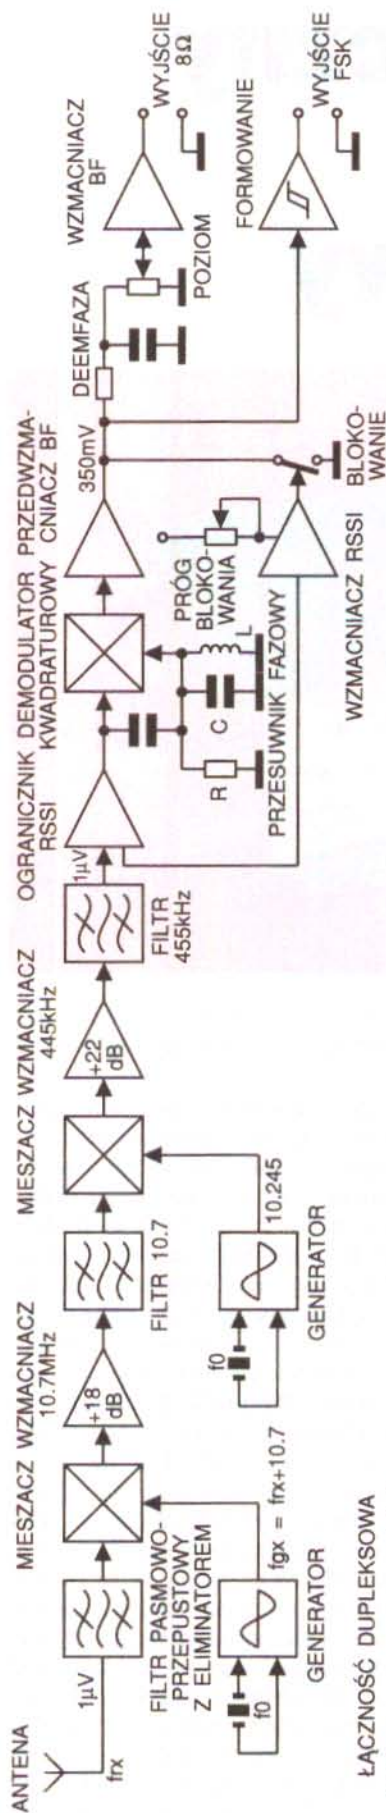 ANTENA
frx
1µV
FILTR PASMOWO-
PRZEPUSTOWY
Z ELIMINATOREM
f0
GENERATOR
fgx = frx+10.7
MIESZACZ
WZMACNIACZ
10.7MHz
+18
dB
FILTR 10.7
f0
GENERATOR
10.245
MIESZACZ
WZMACNIACZ
445kHz
+22
dB
FILTR
455kHz
1µV
OGRANICZNIK
RSSI
DEMODULATOR
KWADRATUROWY
R
C
L
PRZESUWNIK FAZOWY
PRZEDWZMA-
CNIACZ BF
350mV
PRÓG
BLOKO-
WANIA
WZMACNIACZ RSSI
BLOKO-
WANIE
DEEMFAZA
POZIOM
WZMACNIACZ
BF
WYJŚCIE
8Ω
FORMOWANIE
WYJŚCIE
FSK
ŁĄCZNOŚĆ DUPLEKSOWA